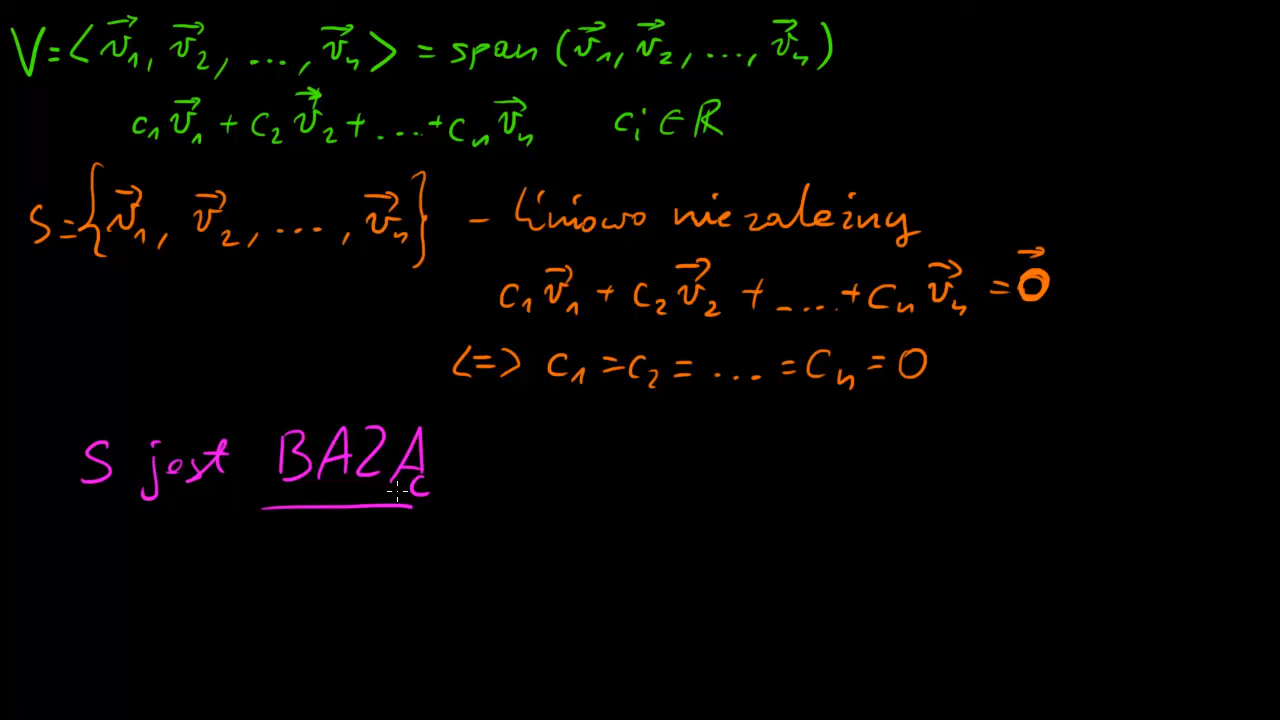 V=⟨v⃗₁, v⃗₂, ..., v⃗ₙ⟩ = span (v⃗₁, v⃗₂, ..., v⃗ₙ)
c₁v⃗₁ + c₂v⃗₂ + ... + cₙv⃗ₙ cᵢ ∈ ℝ
S={v⃗₁, v⃗₂, ..., v⃗ₙ} - liniowo niezależny
c₁v⃗₁ + c₂v⃗₂ + .... + cₙv⃗ₙ = 0⃗
<=> c₁ = c₂ = ... = cₙ = 0
S jest BAZĄ